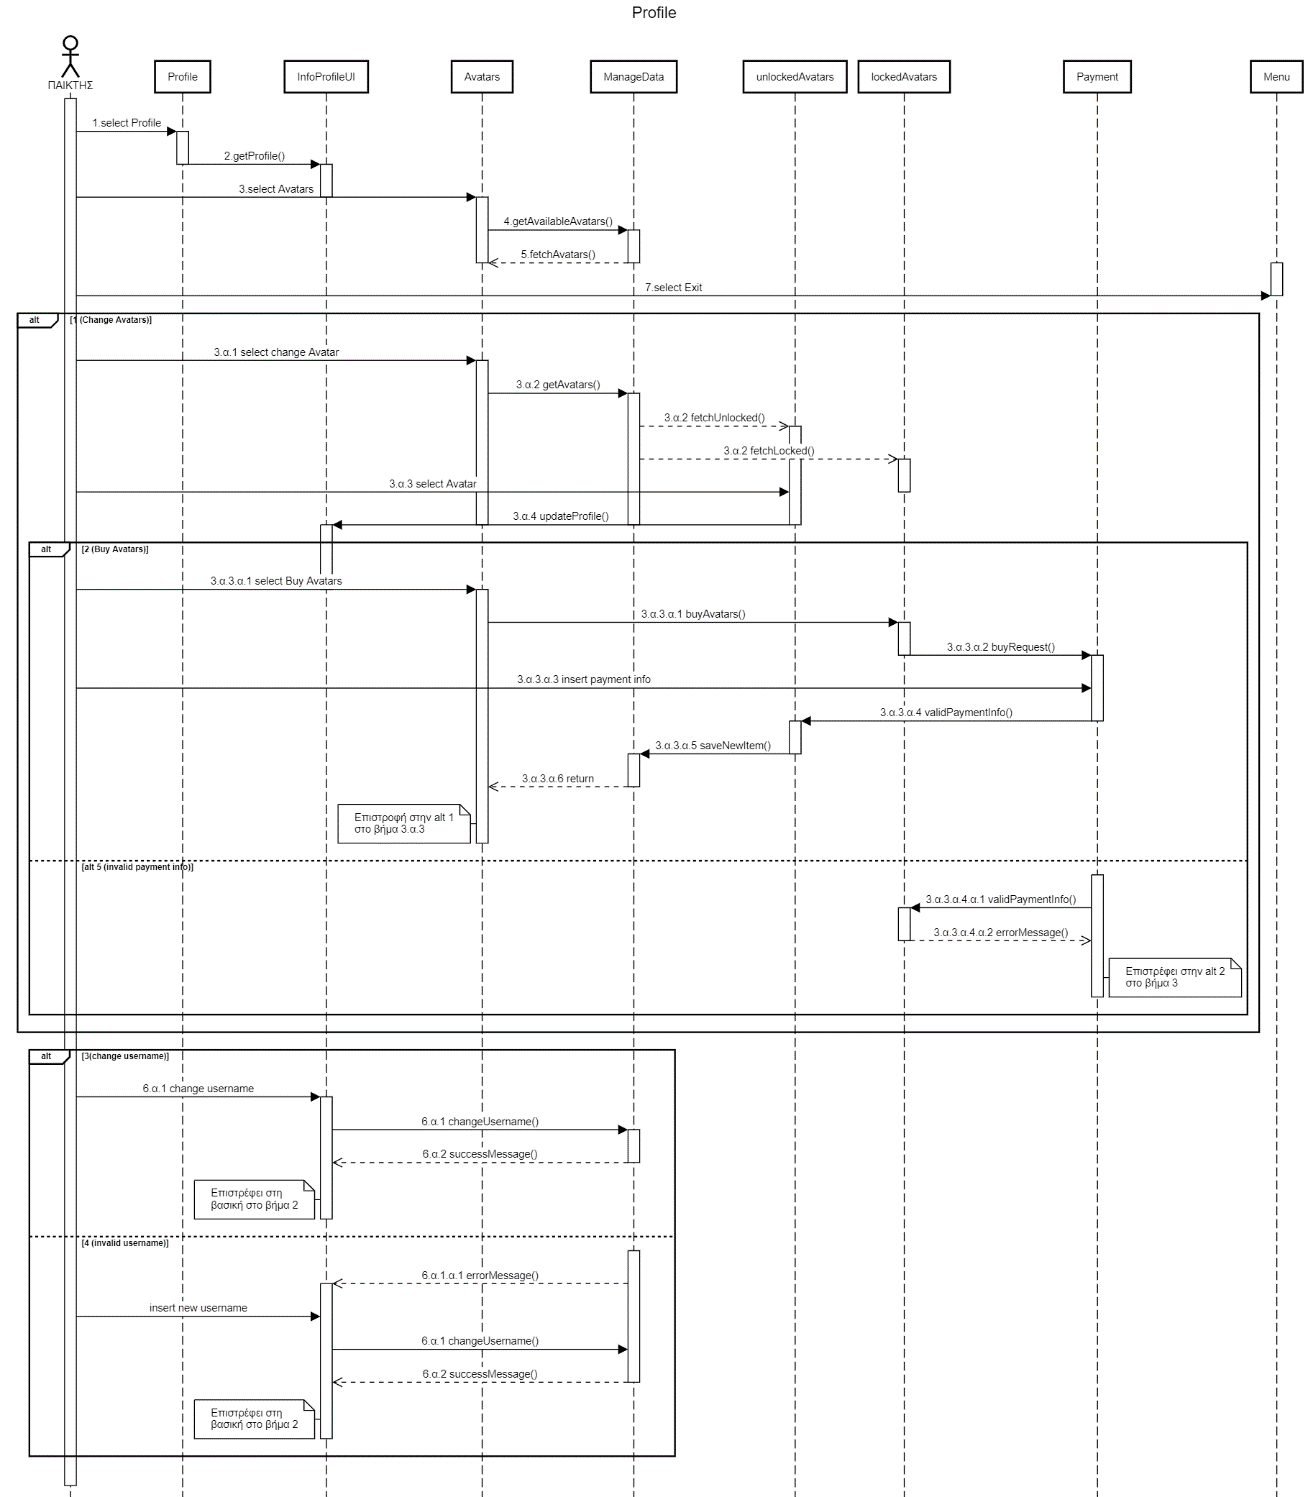 Profile
ΠΑΙΚΤΗΣ
Profile
InfoProfileUI
Avatars
ManageData
unlockedAvatars
lockedAvatars
Payment
Menu
1.select Profile
2.getProfile()
3.select Avatars
4.getAvailableAvatars()
5.fetchAvatars()
7.select Exit
alt
[1 (Change Avatars)]
3.α.1 select change Avatar
3.α.2 getAvatars()
3.α.2 fetchUnlocked()
3.α.2 fetchLocked()
3.α.3 select Avatar
3.α.4 updateProfile()
alt
[2 (Buy Avatars)]
3.α.3.α.1 select Buy Avatars
3.α.3.α.1 buyAvatars()
3.α.3.α.2 buyRequest()
3.α.3.α.3 insert payment info
3.α.3.α.4 validPaymentInfo()
3.α.3.α.5 saveNewItem()
3.α.3.α.6 return
Επιστροφή στην alt 1
στο βήμα 3.α.3
[alt 5 (invalid payment info)]
3.α.3.α.4.α.1 validPaymentInfo()
3.α.3.α.4.α.2 errorMessage()
Επιστρέφει στην alt 2
στο βήμα 3
alt
[3(change username)]
6.α.1 change username
6.α.1 changeUsername()
6.α.2 successMessage()
Επιστρέφει στη
βασική στο βήμα 2
[4 (invalid username)]
6.α.1.α.1 errorMessage()
insert new username
6.α.1 changeUsername()
6.α.2 successMessage()
Επιστρέφει στη
βασική στο βήμα 2